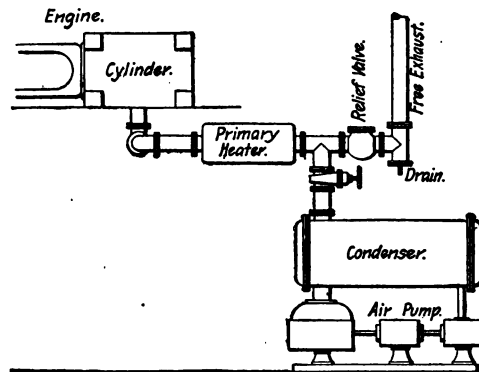 Engine.
Cylinder.
Relief Valve.
Free Exhaust.
Primary
Heater.
Drain.
Condenser.
Air Pump.